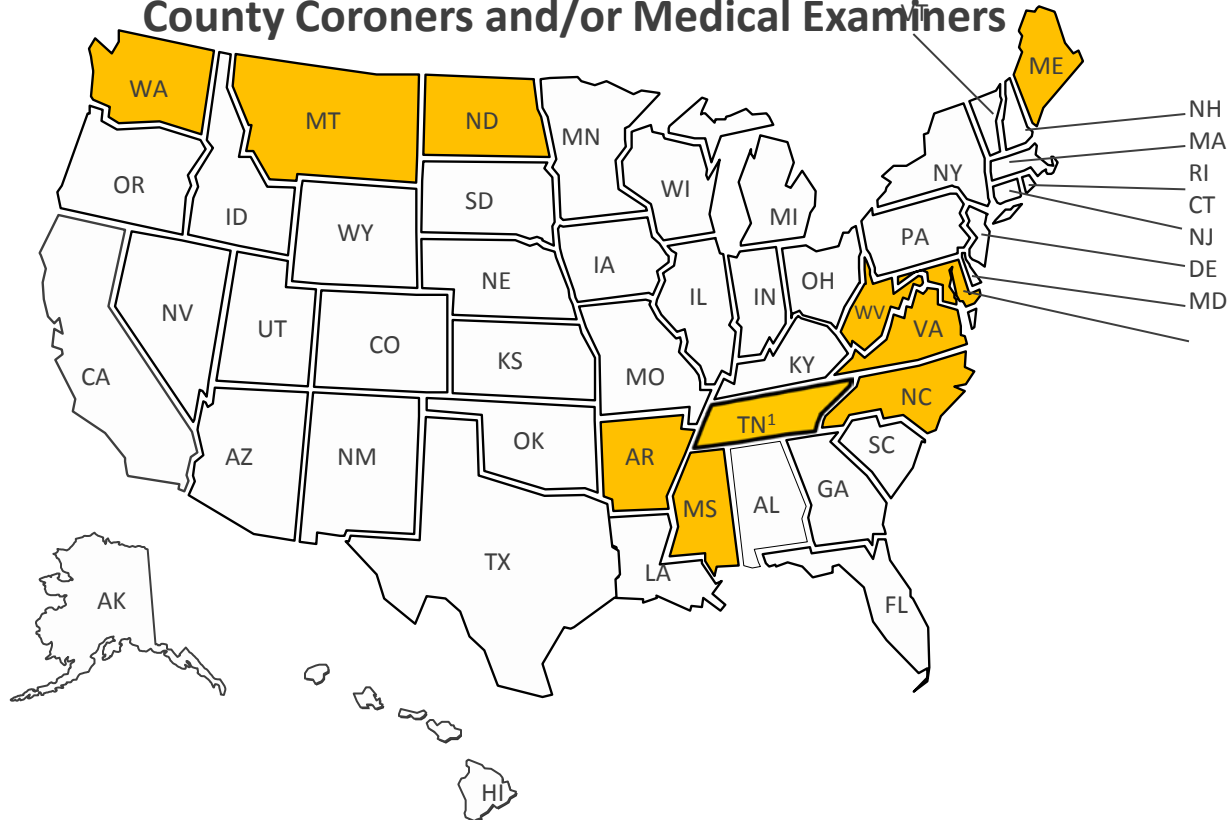 County Coroners and/or Medical Examiners
VT
ME
WA
MT
ND
MN
NH
MA
RI
CT
NJ
DE
MD
OR
ID
WY
SD
WI
MI
NY
PA
IA
NE
NV
UT
CO
KS
MO
IL
IN
OH
WV
VA
KY
CA
AZ
NM
OK
AR
TN¹
NC
SC
MS
AL
GA
TX
LA
FL
AK
HI